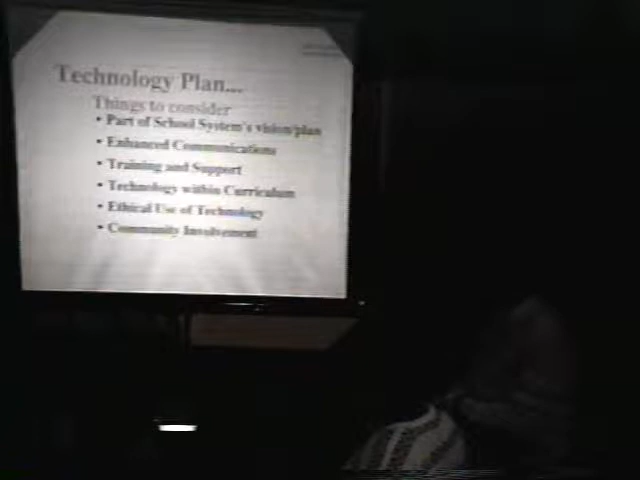 Technology Plan...
Things to consider
• Part of School System's vision/plan
• Enhanced Communications
• Training and Support
• Technology within Curriculum
• Ethical Use of Technology
• Community Involvement